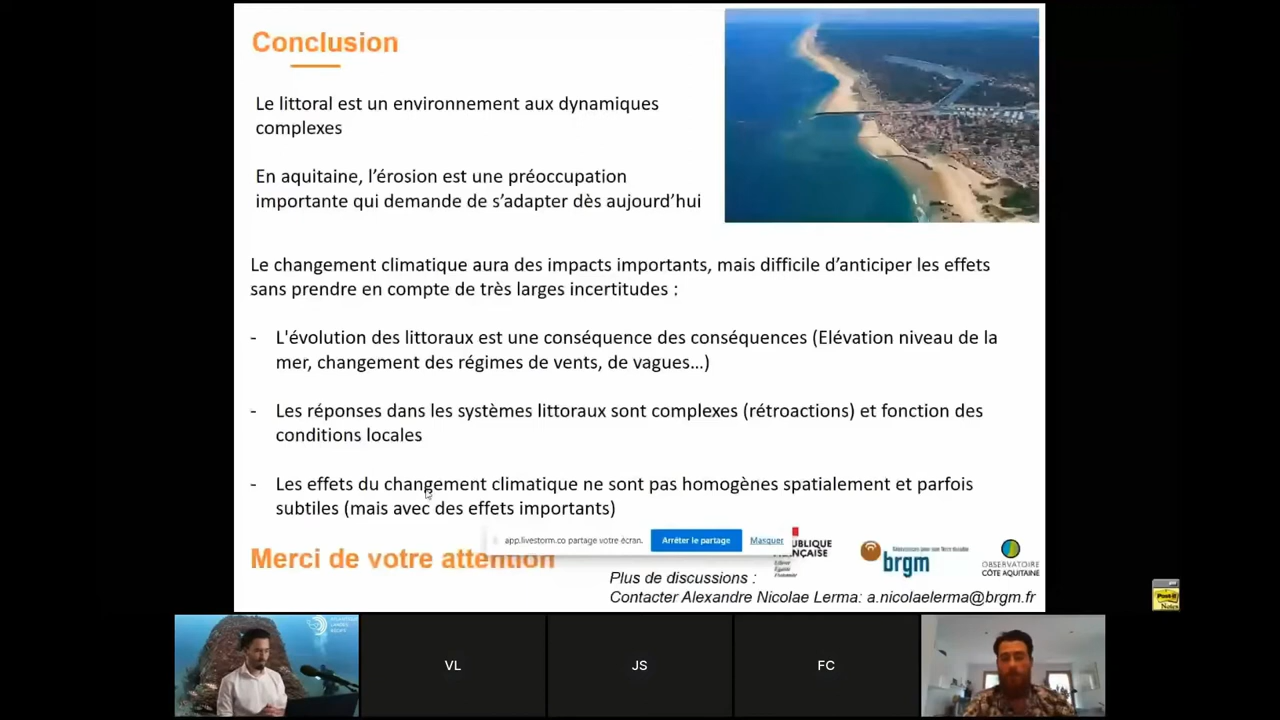 Conclusion
Le littoral est un environnement aux dynamiques
complexes
En aquitaine, l’érosion est une préoccupation
importante qui demande de s’adapter dès aujourd’hui
Le changement climatique aura des impacts importants, mais difficile d’anticiper les effets
sans prendre en compte de très larges incertitudes :
- L'évolution des littoraux est une conséquence des conséquences (Elévation niveau de la
mer, changement des régimes de vents, de vagues…)
- Les réponses dans les systèmes littoraux sont complexes (rétroactions) et fonction des
conditions locales
- Les effets du changement climatique ne sont pas homogènes spatialement et parfois
subtiles (mais avec des effets importants)
app.livestorm.co partage votre écran.
Arrêter le partage
Masquer
Merci de votre attention
brgm
OBSERVATOIRE
CÔTE AQUITAINE
Plus de discussions :
Contacter Alexandre Nicolae Lerma: a.nicolaelerma@brgm.fr
Post-it
Notes
VL
JS
FC